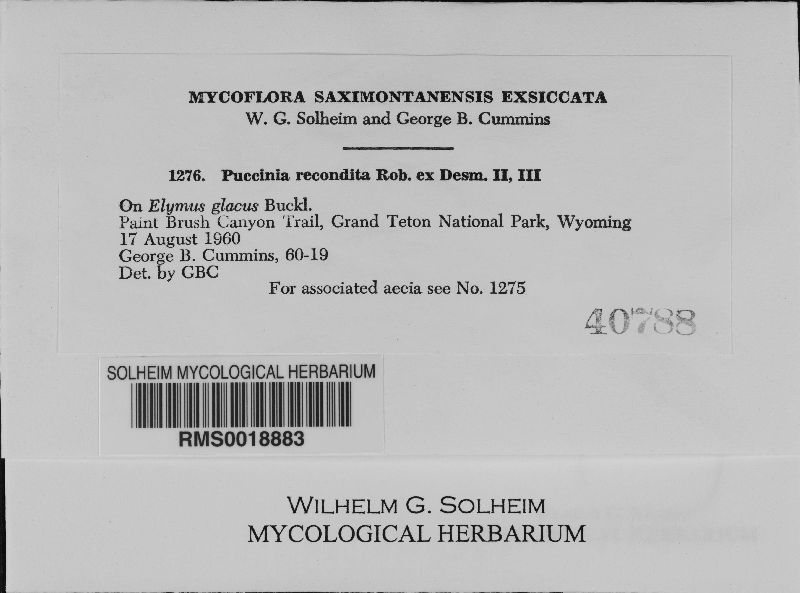 MYCOFLORA SAXIMONTANENSIS EXSICCATA
W. G. Solheim and George B. Cummins
1276. Puccinia recondita Rob. ex Desm. II, III
On Elymus glacus Buckl.
Paint Brush Canyon Trail, Grand Teton National Park, Wyoming
17 August 1960
George B. Cummins, 60-19
Det. by GBC
For associated aecia see No. 1275
40788
SOLHEIM MYCOLOGICAL HERBARIUM
RMS0018883
WILHELM G. SOLHEIM
MYCOLOGICAL HERBARIUM